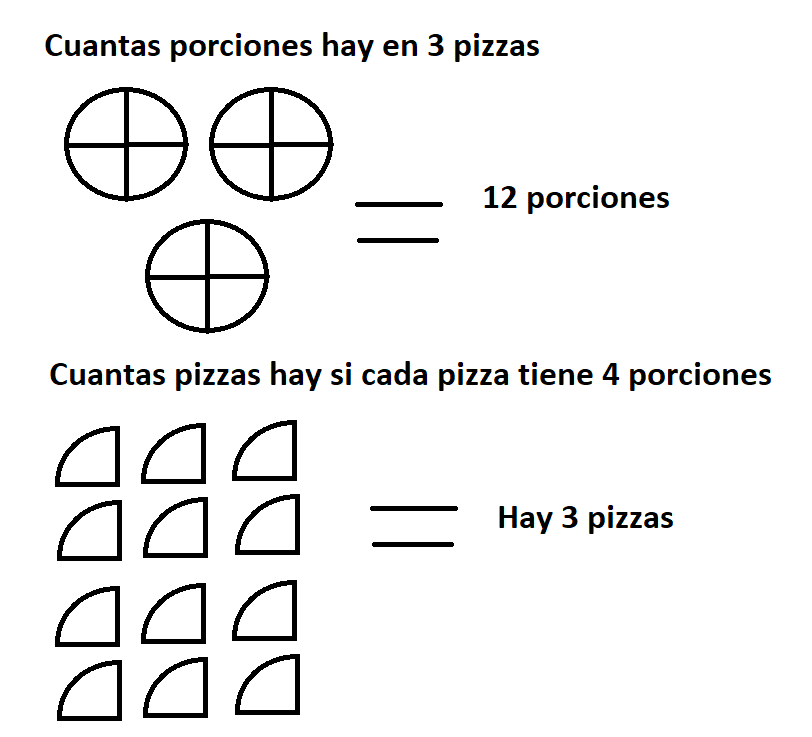 Cuantas porciones hay en 3 pizzas
12 porciones
Cuantas pizzas hay si cada pizza tiene 4 porciones
Hay 3 pizzas